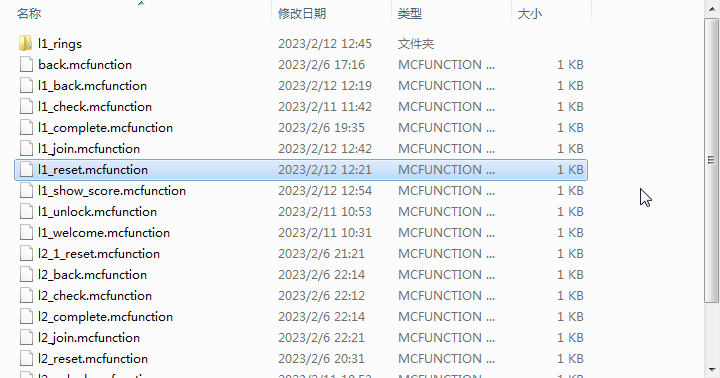 名称 修改日期 类型 大小
l1_rings 2023/2/12 12:45 文件夹
back.mcfunction 2023/2/6 17:16 MCFUNCTION ... 1 KB
l1_back.mcfunction 2023/2/12 12:19 MCFUNCTION ... 1 KB
l1_check.mcfunction 2023/2/11 11:42 MCFUNCTION ... 1 KB
l1_complete.mcfunction 2023/2/6 19:35 MCFUNCTION ... 1 KB
l1_join.mcfunction 2023/2/12 12:42 MCFUNCTION ... 1 KB
l1_reset.mcfunction 2023/2/12 12:21 MCFUNCTION ... 1 KB
l1_show_score.mcfunction 2023/2/12 12:54 MCFUNCTION ... 1 KB
l1_unlock.mcfunction 2023/2/11 10:53 MCFUNCTION ... 1 KB
l1_welcome.mcfunction 2023/2/11 10:31 MCFUNCTION ... 1 KB
l2_1_reset.mcfunction 2023/2/6 21:21 MCFUNCTION ... 1 KB
l2_back.mcfunction 2023/2/6 22:14 MCFUNCTION ... 1 KB
l2_check.mcfunction 2023/2/6 22:12 MCFUNCTION ... 1 KB
l2_complete.mcfunction 2023/2/6 22:14 MCFUNCTION ... 1 KB
l2_join.mcfunction 2023/2/6 22:21 MCFUNCTION ... 1 KB
l2_reset.mcfunction 2023/2/6 20:31 MCFUNCTION ... 1 KB